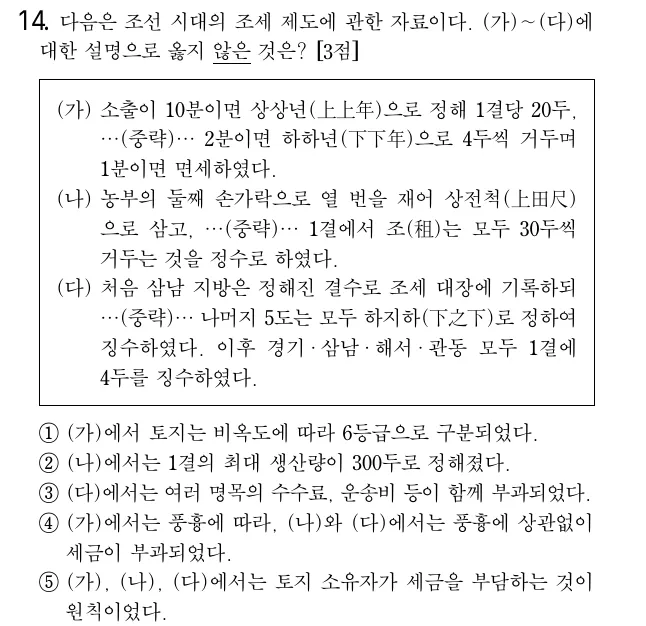 14. 다음은 조선 시대의 조세 제도에 관한 자료이다. (가)~(다)에
대한 설명으로 옳지 않은 것은? [3점]
(가) 소출이 10분이면 상상년(上上年)으로 정해 1결당 20두,
…(중략)… 2분이면 하하년(下下年)으로 4두씩 거두며
1분이면 면세하였다.
(나) 농부의 둘째 손가락으로 열 번을 재어 상전척(上田尺)
으로 삼고, …(중략)… 1결에서 조(租)는 모두 30두씩
거두는 것을 정수로 하였다.
(다) 처음 삼남 지방은 정해진 결수로 조세 대장에 기록하되
…(중략)… 나머지 5도는 모두 하지하(下之下)로 정하여
징수하였다. 이후 경기·삼남·해서·관동 모두 1결에
4두를 징수하였다.
① (가)에서 토지는 비옥도에 따라 6등급으로 구분되었다.
② (나)에서는 1결의 최대 생산량이 300두로 정해졌다.
③ (다)에서는 여러 명목의 수수료, 운송비 등이 함께 부과되었다.
④ (가)에서는 풍흉에 따라, (나)와 (다)에서는 풍흉에 상관없이
세금이 부과되었다.
⑤ (가), (나), (다)에서는 토지 소유자가 세금을 부담하는 것이
원칙이었다.